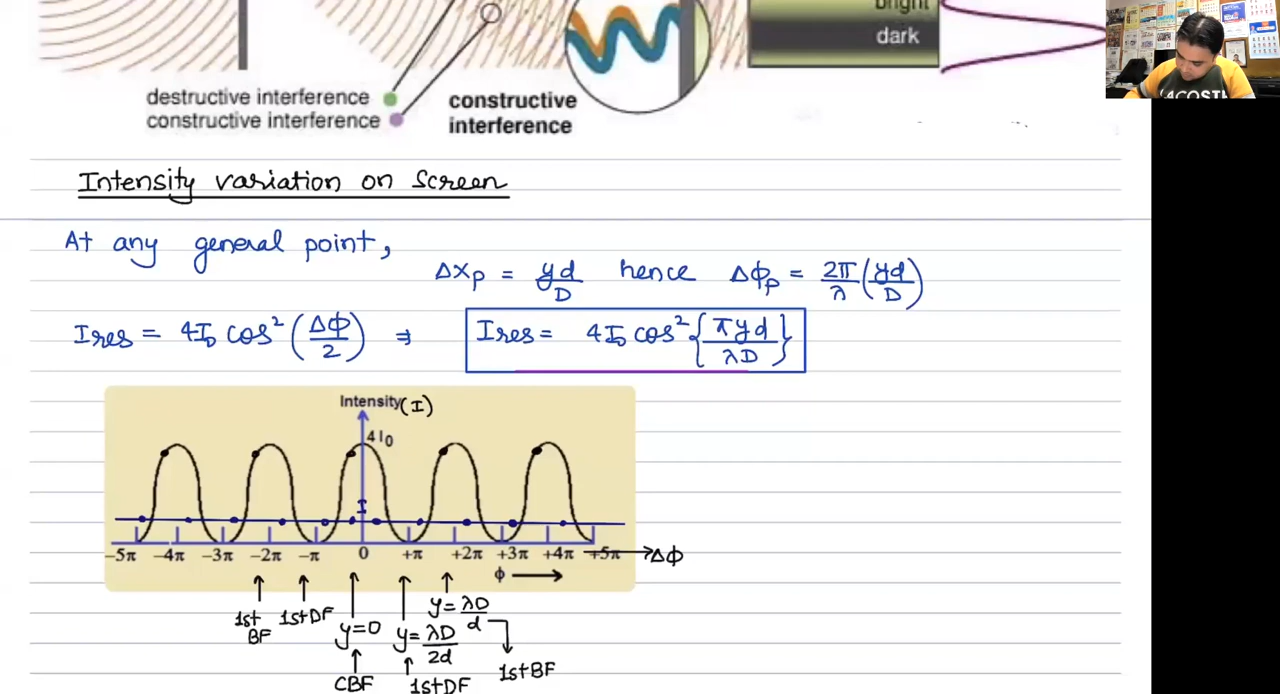 bright
dark
destructive interference
constructive interference
constructive
interference
LACOSTE
Intensity variation on Screen
At any general point,
Δxp = yd/D hence Δϕp = 2π/λ (yd/D)
Ires = 4I₀ cos² (Δϕ/2) ⇒ Ires = 4I₀ cos² {πyd/λD}
Intensity (I)
4I₀
I
-5π -4π -3π -2π -π 0 +π +2π +3π +4π +5π → Δϕ
ϕ →
1st BF 1st DF y=0 y=λD/2d y=λD/d
CBF 1st DF 1st BF